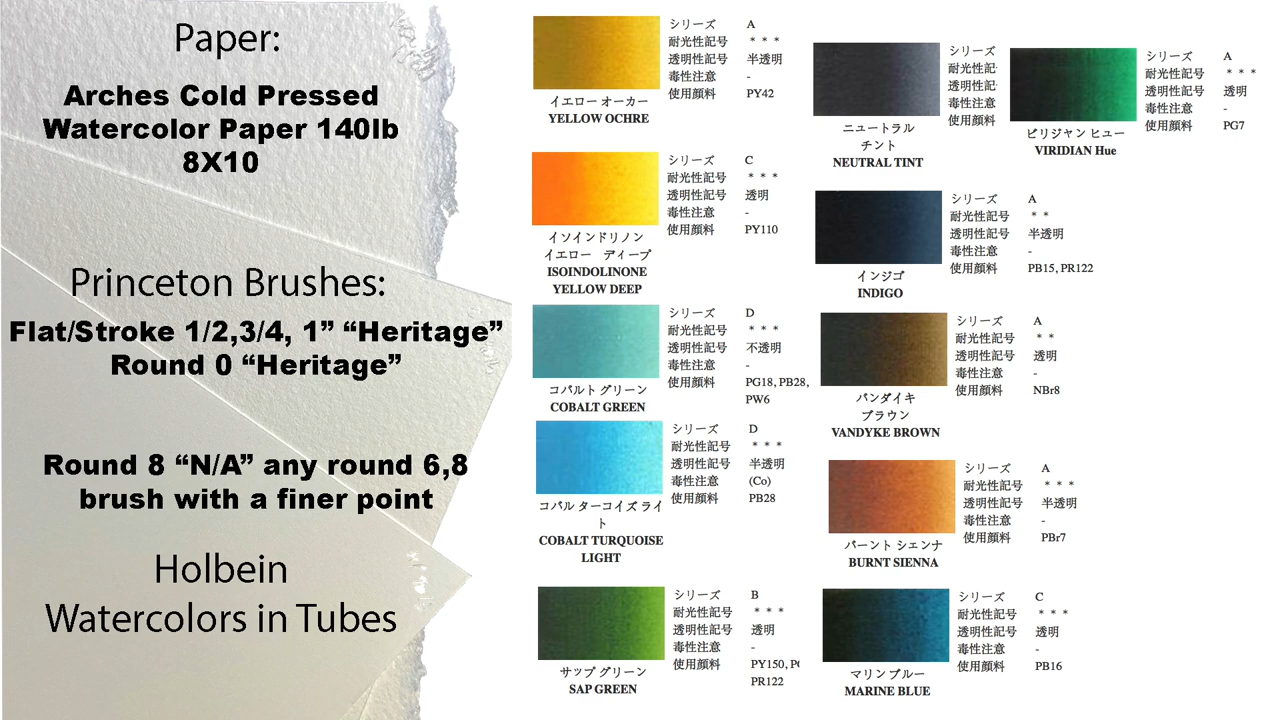 Paper:
Arches Cold Pressed
Watercolor Paper 140lb
8X10
Princeton Brushes:
Flat/Stroke 1/2,3/4, 1” “Heritage”
Round 0 “Heritage”
Round 8 “N/A” any round 6,8
brush with a finer point
Holbein
Watercolors in Tubes
シリーズ A
耐光性記号 ＊＊＊
透明性記号 半透明
毒性注意 -
使用顔料 PY42
イエロー オーカー
YELLOW OCHRE
シリーズ C
耐光性記号 ＊＊＊
透明性記号 透明
毒性注意 -
使用顔料 PY110
イソインドリノン
イエロー ディープ
ISOINDOLINONE
YELLOW DEEP
シリーズ D
耐光性記号 ＊＊＊
透明性記号 不透明
毒性注意 -
使用顔料 PG18, PB28,
PW6
コバルト グリーン
COBALT GREEN
シリーズ D
耐光性記号 ＊＊＊
透明性記号 半透明
毒性注意 (Co)
使用顔料 PB28
コバル ターコイズ ライ
ト
COBALT TURQUOISE
LIGHT
シリーズ B
耐光性記号 ＊＊＊
透明性記号 透明
毒性注意 -
使用顔料 PY150,
PR122
サップ グリーン
SAP GREEN
シリーズ
耐光性記
透明性記
毒性注意
使用顔料
ニュートラル
チント
NEUTRAL TINT
シリーズ A
耐光性記号 ＊＊＊
透明性記号 透明
毒性注意 -
使用顔料 PG7
ビリジャン ヒュー
VIRIDIAN Hue
シリーズ A
耐光性記号 ＊＊
透明性記号 半透明
毒性注意 -
使用顔料 PB15, PR122
インジゴ
INDIGO
シリーズ A
耐光性記号 ＊＊
透明性記号 透明
毒性注意 -
使用顔料 NBr8
バンダイキ
ブラウン
VANDYKE BROWN
シリーズ A
耐光性記号 ＊＊＊
透明性記号 半透明
毒性注意 -
使用顔料 PBr7
バーント シェンナ
BURNT SIENNA
シリーズ C
耐光性記号 ＊＊＊
透明性記号 透明
毒性注意 -
使用顔料 PB16
マリン ブルー
MARINE BLUE